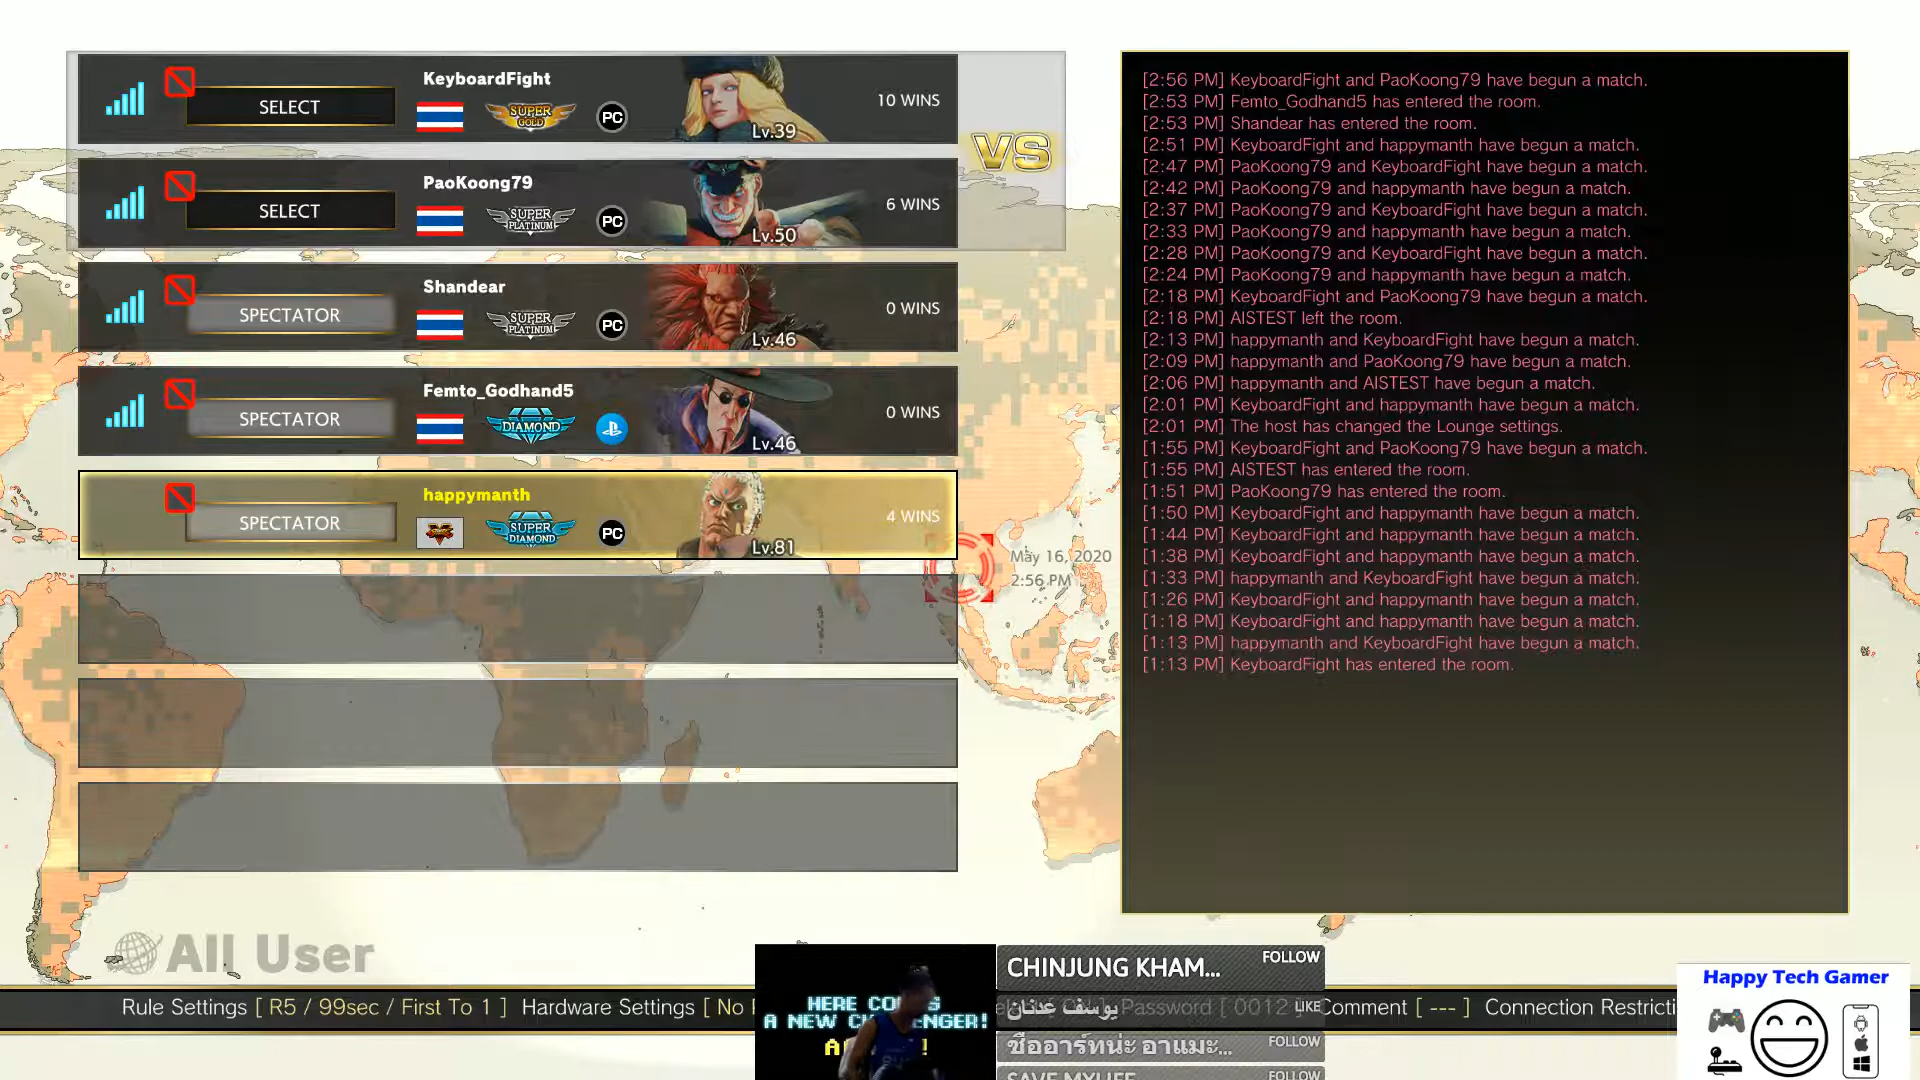 KeyboardFight
SELECT
SUPER GOLD
PC
Lv.39
10 WINS
VS
PaoKoong79
SELECT
SUPER PLATINUM
PC
Lv.50
6 WINS
Shandear
SPECTATOR
SUPER PLATINUM
PC
Lv.46
0 WINS
Femto_Godhand5
SPECTATOR
DIAMOND
Lv.46
0 WINS
happymanth
SPECTATOR
SUPER DIAMOND
PC
Lv.81
4 WINS
May 16, 2020
2:56 PM
[2:56 PM] KeyboardFight and PaoKoong79 have begun a match.
[2:53 PM] Femto_Godhand5 has entered the room.
[2:53 PM] Shandear has entered the room.
[2:51 PM] KeyboardFight and happymanth have begun a match.
[2:47 PM] PaoKoong79 and KeyboardFight have begun a match.
[2:42 PM] PaoKoong79 and happymanth have begun a match.
[2:37 PM] PaoKoong79 and KeyboardFight have begun a match.
[2:33 PM] PaoKoong79 and happymanth have begun a match.
[2:28 PM] PaoKoong79 and KeyboardFight have begun a match.
[2:24 PM] PaoKoong79 and happymanth have begun a match.
[2:18 PM] KeyboardFight and PaoKoong79 have begun a match.
[2:18 PM] AISTEST left the room.
[2:13 PM] happymanth and KeyboardFight have begun a match.
[2:09 PM] happymanth and PaoKoong79 have begun a match.
[2:06 PM] happymanth and AISTEST have begun a match.
[2:01 PM] KeyboardFight and happymanth have begun a match.
[2:01 PM] The host has changed the Lounge settings.
[1:55 PM] KeyboardFight and PaoKoong79 have begun a match.
[1:55 PM] AISTEST has entered the room.
[1:51 PM] PaoKoong79 has entered the room.
[1:50 PM] KeyboardFight and happymanth have begun a match.
[1:44 PM] KeyboardFight and happymanth have begun a match.
[1:38 PM] KeyboardFight and happymanth have begun a match.
[1:33 PM] happymanth and KeyboardFight have begun a match.
[1:26 PM] KeyboardFight and happymanth have begun a match.
[1:18 PM] KeyboardFight and happymanth have begun a match.
[1:13 PM] happymanth and KeyboardFight have begun a match.
[1:13 PM] KeyboardFight has entered the room.
All User
Rule Settings [ R5 / 99sec / First To 1 ] Hardware Settings [ No
Password [ 0012 Comment [ --- ] Connection Restricti
HERE
A NEW
CHINJUNG KHAM... FOLLOW
يوسف عدنان LIKE
ชื่ออาร์ทน่ะ อาแมะ... FOLLOW
SAVE MYLIFE FOLLOW
Happy Tech Gamer